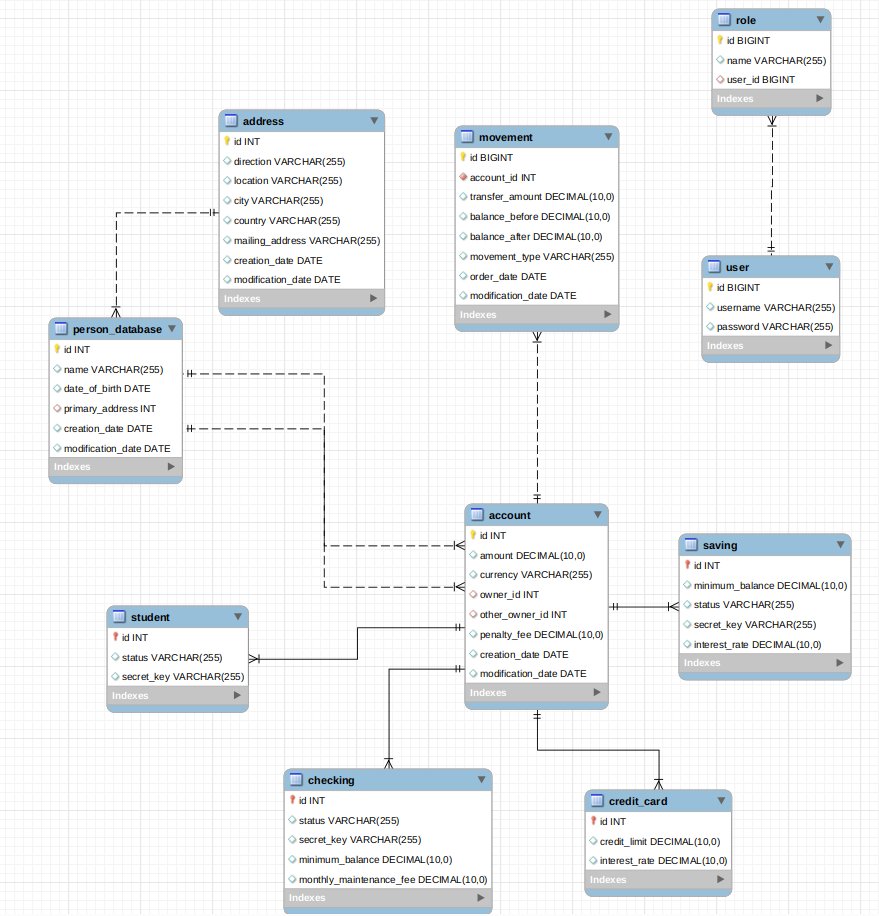 role
id BIGINT
name VARCHAR(255)
user_id BIGINT
Indexes
address
id INT
direction VARCHAR(255)
location VARCHAR(255)
city VARCHAR(255)
country VARCHAR(255)
mailing_address VARCHAR(255)
creation_date DATE
modification_date DATE
Indexes
movement
id BIGINT
account_id INT
transfer_amount DECIMAL(10,0)
balance_before DECIMAL(10,0)
balance_after DECIMAL(10,0)
movement_type VARCHAR(255)
order_date DATE
modification_date DATE
Indexes
user
id BIGINT
username VARCHAR(255)
password VARCHAR(255)
Indexes
person_database
id INT
name VARCHAR(255)
date_of_birth DATE
primary_address INT
creation_date DATE
modification_date DATE
Indexes
account
id INT
amount DECIMAL(10,0)
currency VARCHAR(255)
owner_id INT
other_owner_id INT
penalty_fee DECIMAL(10,0)
creation_date DATE
modification_date DATE
Indexes
saving
id INT
minimum_balance DECIMAL(10,0)
status VARCHAR(255)
secret_key VARCHAR(255)
interest_rate DECIMAL(10,0)
Indexes
student
id INT
status VARCHAR(255)
secret_key VARCHAR(255)
Indexes
checking
id INT
status VARCHAR(255)
secret_key VARCHAR(255)
minimum_balance DECIMAL(10,0)
monthly_maintenance_fee DECIMAL(10,0)
Indexes
credit_card
id INT
credit_limit DECIMAL(10,0)
interest_rate DECIMAL(10,0)
Indexes